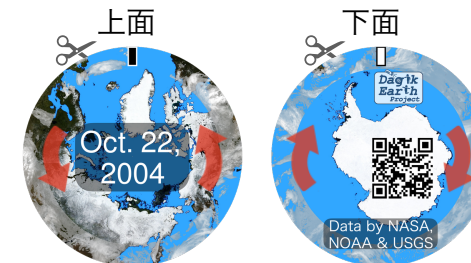 上面
下面
Oct. 22,
2004
Dagik
Earth
Project
Data by NASA,
NOAA & USGS